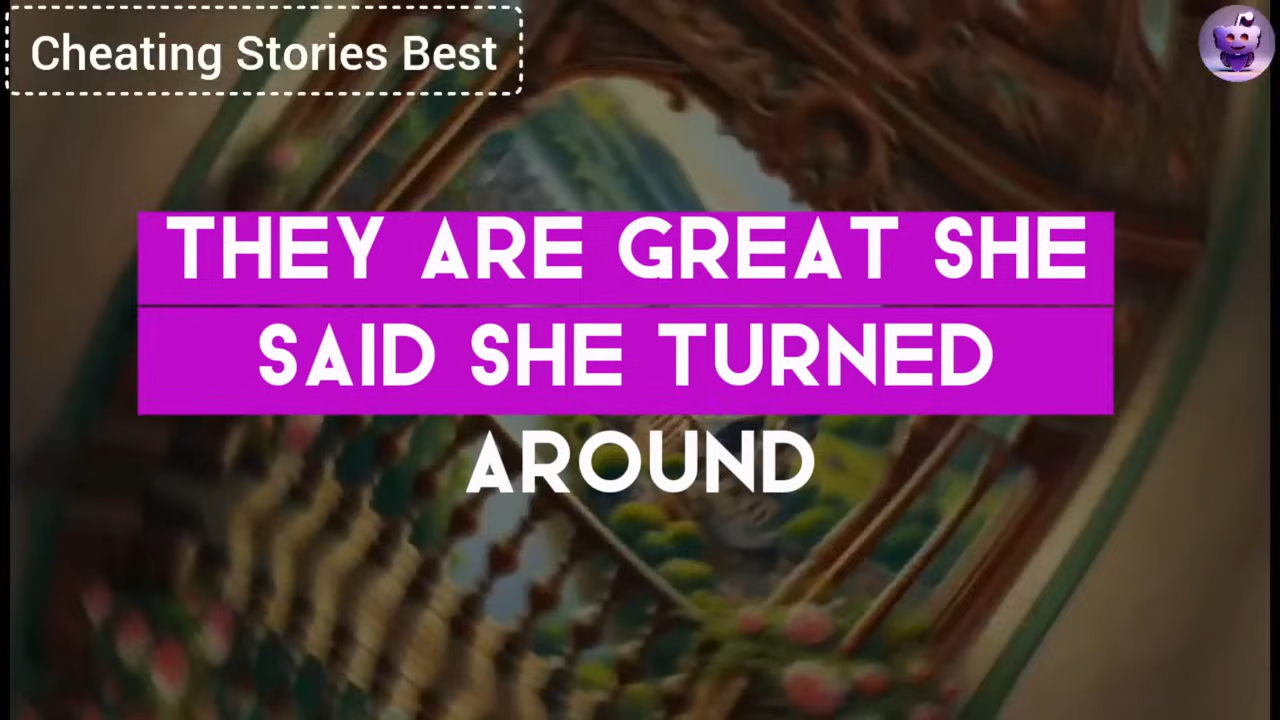 Cheating Stories Best
THEY ARE GREAT SHE
SAID SHE TURNED
AROUND